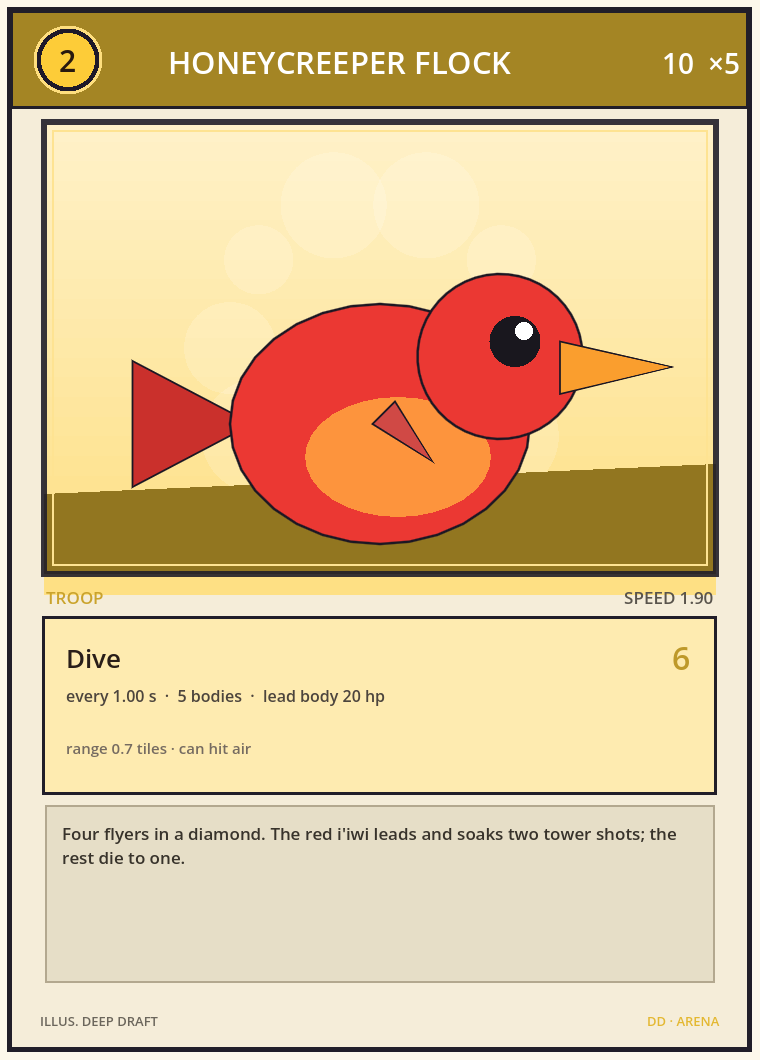 2 HONEYCREEPER FLOCK 10 ×5
TROOP SPEED 1.90
Dive 6
every 1.00 s · 5 bodies · lead body 20 hp
range 0.7 tiles · can hit air
Four flyers in a diamond. The red i'iwi leads and soaks two tower shots; the
rest die to one.
ILLUS. DEEP DRAFT DD · ARENA